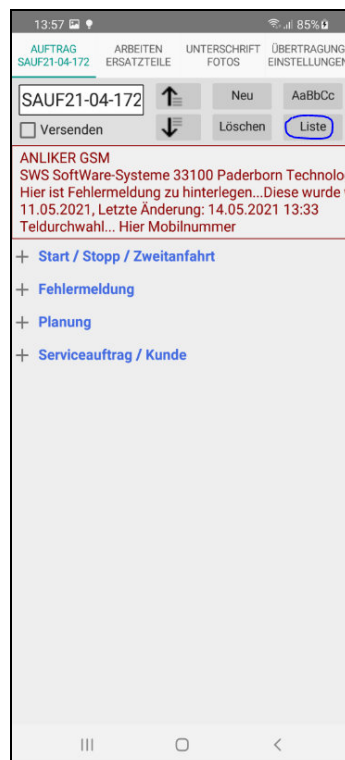 13:57 85%
AUFTRAG ARBEITEN UNTERSCHRIFT ÜBERTRAGUNG
SAUF21-04-172 ERSATZTEILE FOTOS EINSTELLUNGEN
SAUF21-04-172 Neu AaBbCc
Versenden Löschen Liste
ANLIKER GSM
SWS SoftWare-Systeme 33100 Paderborn Technolo
Hier ist Fehlermeldung zu hinterlegen...Diese wurde
11.05.2021, Letzte Änderung: 14.05.2021 13:33
Teldurchwahl... Hier Mobilnummer
+ Start / Stopp / Zweitanfahrt
+ Fehlermeldung
+ Planung
+ Serviceauftrag / Kunde